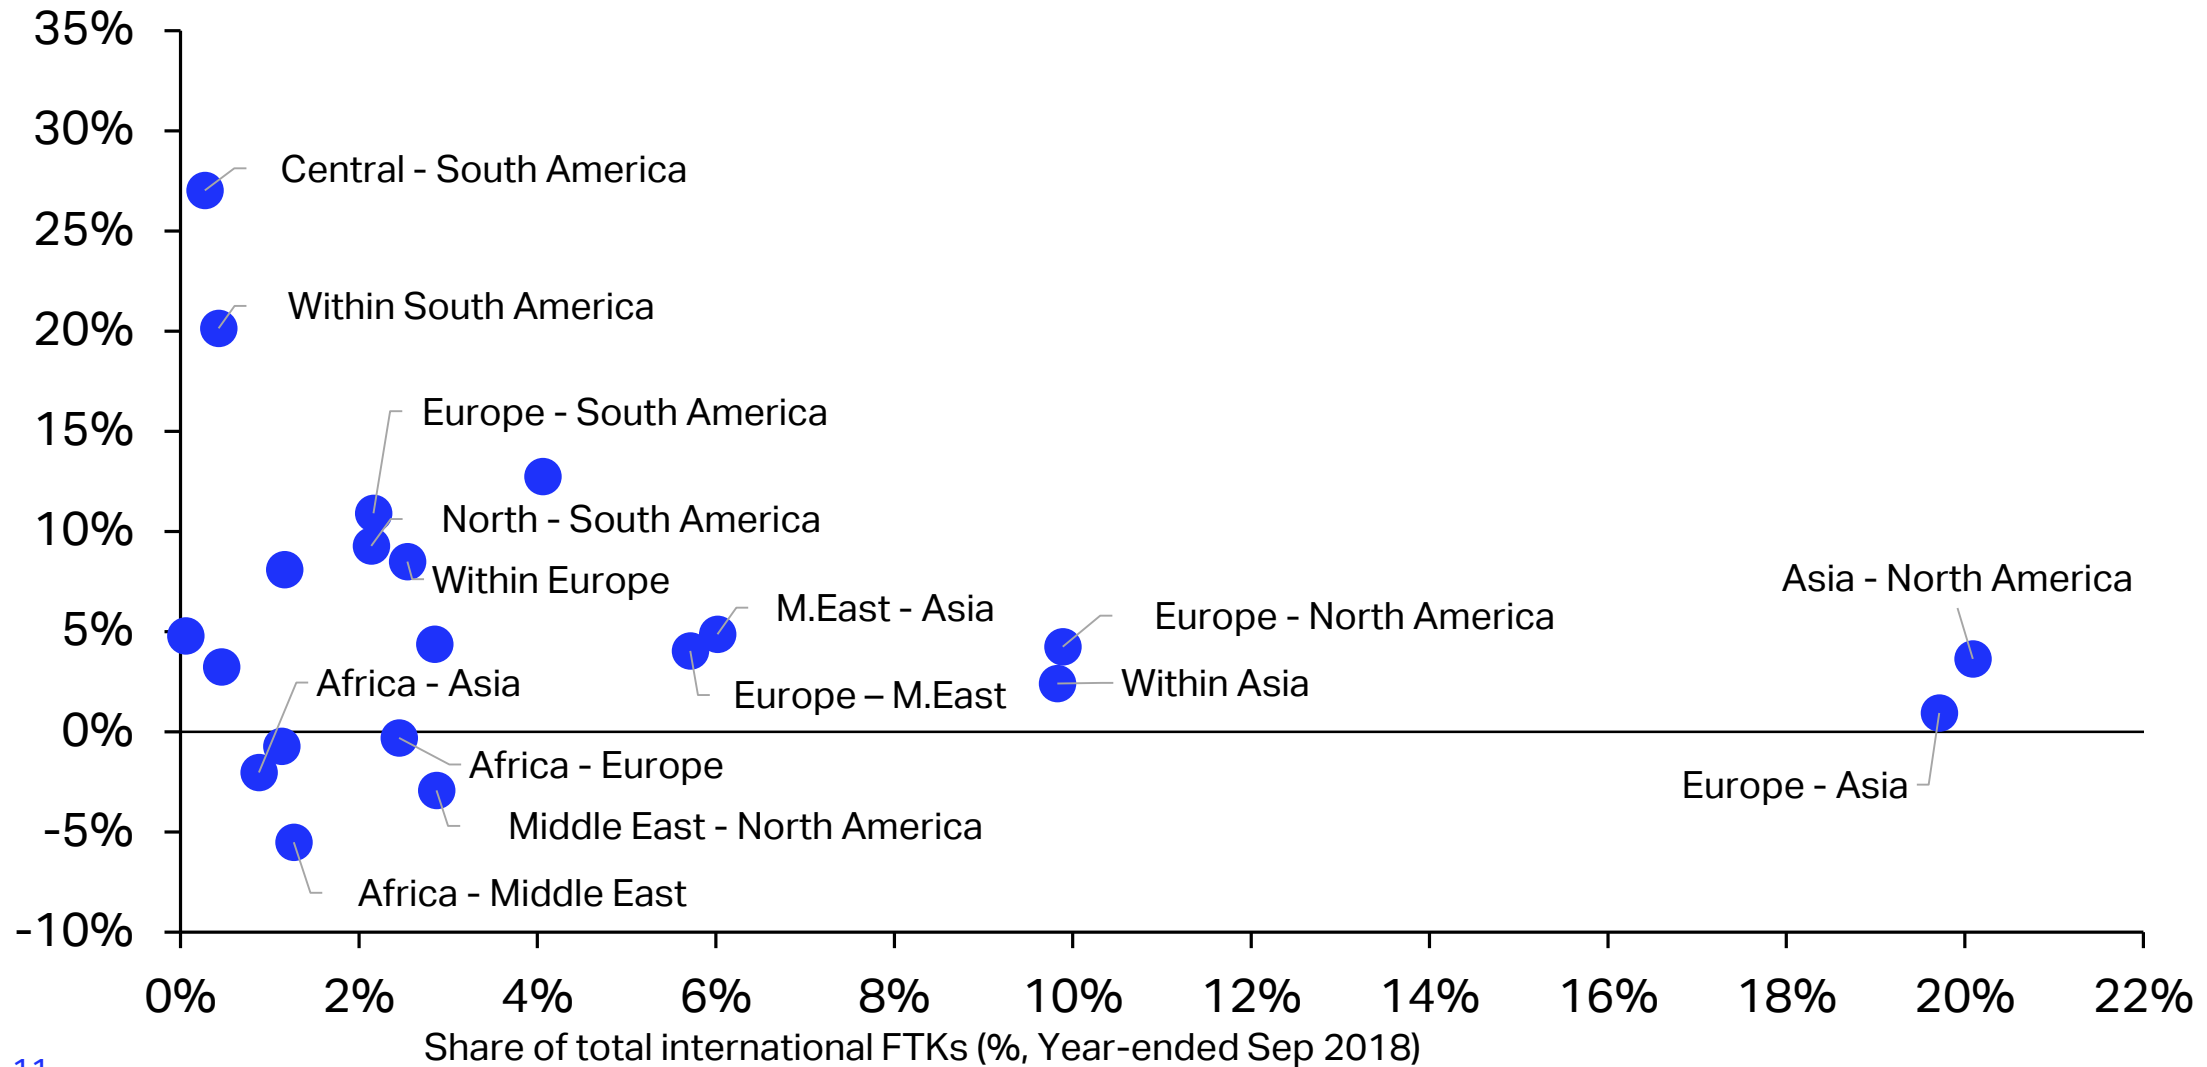 35%
30%
25%
20%
15%
10%
5%
0%
-5%
-10%
Central - South America
Within South America
Europe - South America
North - South America
Within Europe
M.East - Asia
Europe – M.East
Europe - North America
Within Asia
Asia - North America
Europe - Asia
Africa - Asia
Africa - Europe
Middle East - North America
Africa - Middle East
0% 2% 4% 6% 8% 10% 12% 14% 16% 18% 20% 22%
Share of total international FTKs (%, Year-ended Sep 2018)
11